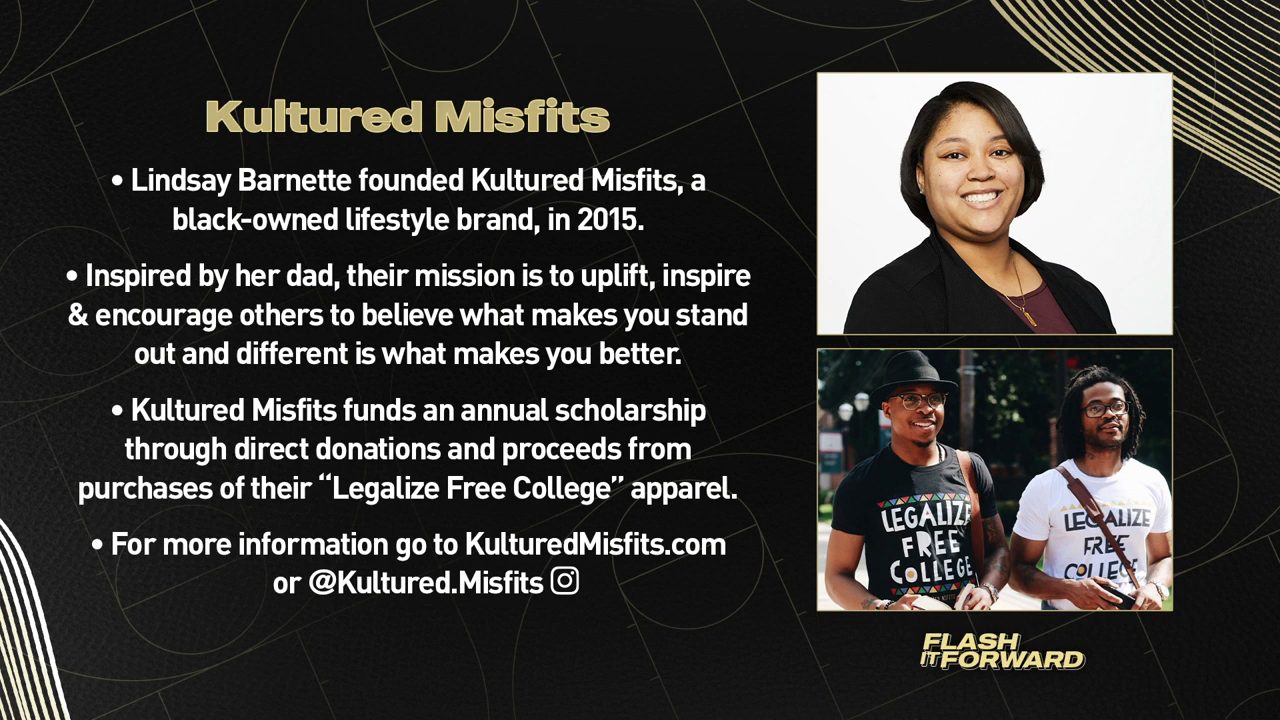 Kultured Misfits
• Lindsay Barnette founded Kultured Misfits, a
black-owned lifestyle brand, in 2015.
• Inspired by her dad, their mission is to uplift, inspire
& encourage others to believe what makes you stand
out and different is what makes you better.
• Kultured Misfits funds an annual scholarship
through direct donations and proceeds from
purchases of their “Legalize Free College” apparel.
• For more information go to KulturedMisfits.com
or @Kultured.Misfits
LEGALIZE
FREE
COLLEGE
LEGALIZE
FREE
COLLEGE
FLASH
IT FORWARD